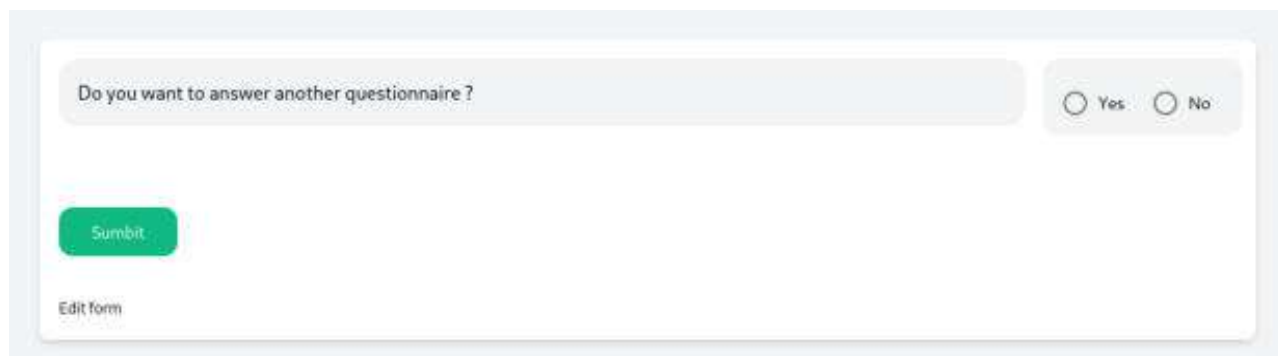 Do you want to answer another questionnaire ?
Yes No
Sumbit
Edit form